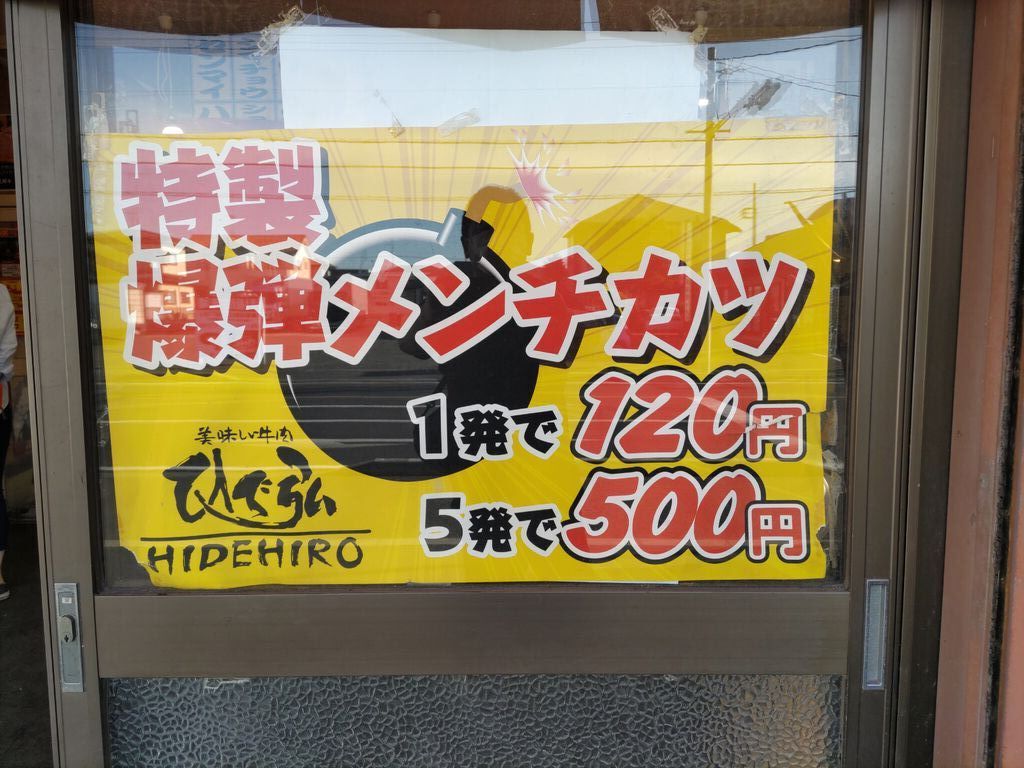 特製
爆弾メンチカツ
1発で120円
5発で500円
美味しい牛肉
ひでひろ
HIDEHIRO